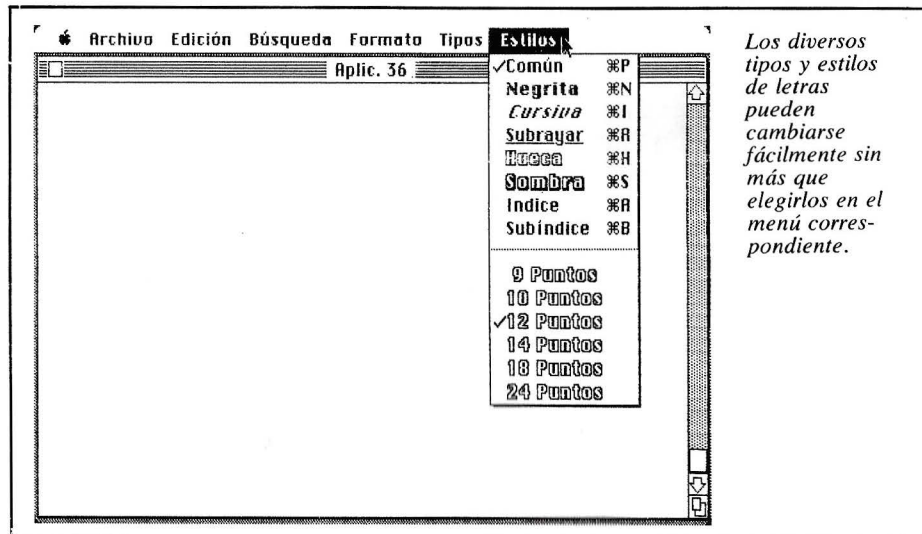 Archivo Edición Búsqueda Formato Tipos Estilos
Aplic. 36
✓Común ⌘P
Negrita ⌘N
Cursiva ⌘I
Subrayar ⌘R
Hueca ⌘H
Sombra ⌘S
Indice ⌘A
Subíndice ⌘B
9 Puntos
10 Puntos
✓12 Puntos
14 Puntos
18 Puntos
24 Puntos
Los diversos
tipos y estilos
de letras
pueden
cambiarse
fácilmente sin
más que
elegirlos en el
menú corres-
pondiente.